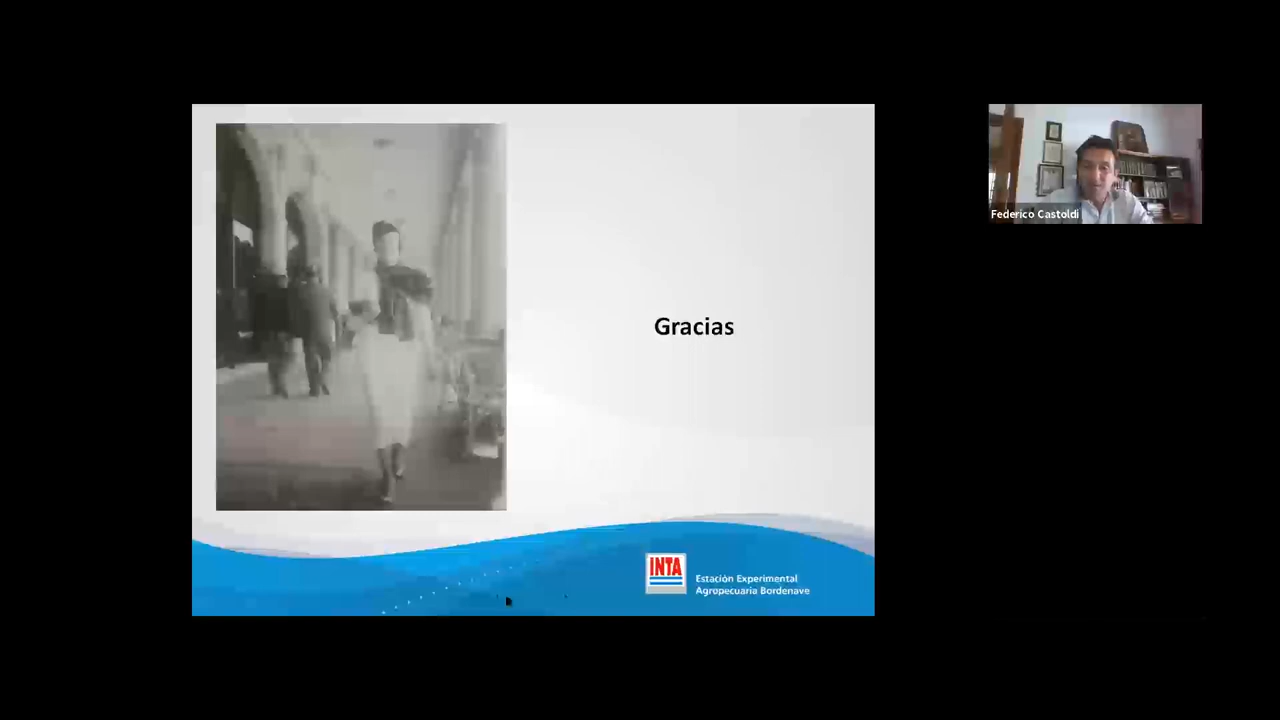 Gracias
INTA
Estación Experimental
Agropecuaria Bordenave
Federico Castoldi